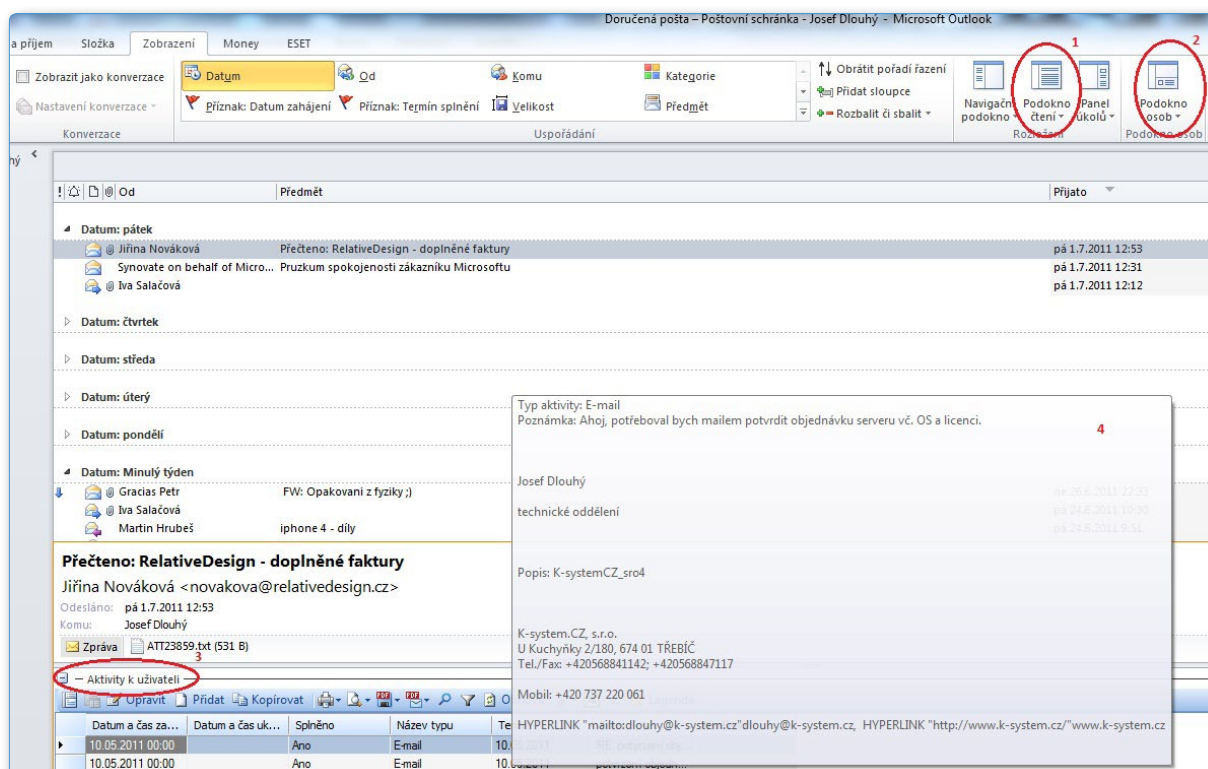 Doručená pošta – Poštovní schránka - Josef Dlouhý - Microsoft Outlook
a příjem Složka Zobrazení Money ESET
1 2
Zobrazit jako konverzace Datum Od Komu Kategorie Obrátit pořadí řazení
Přidat sloupce
Nastavení konverzace Příznak: Datum zahájení Příznak: Termín splnění Velikost Předmět Rozbalit či sbalit
Navigační podokno Podokno čtení Panel úkolů Podokno osob
Konverzace Uspořádání Rozložení Podokno osob
hý
Od Předmět Přijato
Datum: pátek
Jiřina Nováková Přečteno: RelativeDesign - doplněné faktury pá 1.7.2011 12:53
Synovate on behalf of Micro... Pruzkum spokojenosti zákazníku Microsoftu pá 1.7.2011 12:31
Iva Salačová pá 1.7.2011 12:12
Datum: čtvrtek
Datum: středa
Datum: úterý
Datum: pondělí
Datum: Minulý týden
Gracias Petr FW: Opakovani z fyziky ;)
Iva Salačová
Martin Hrubeš iphone 4 - díly
Typ aktivity: E-mail
Poznámka: Ahoj, potřeboval bych mailem potvrdit objednávku serveru vč. OS a licenci.
4
Josef Dlouhý
technické oddělení
Popis: K-systemCZ_sro4
K-system.CZ, s.r.o.
U Kuchyňky 2/180, 674 01 TŘEBÍČ
Tel./Fax: +420568841142; +420568847117
Mobil: +420 737 220 061
HYPERLINK "mailto:dlouhy@k-system.cz"dlouhy@k-system.cz, HYPERLINK "http://www.k-system.cz/"www.k-system.cz
Přečteno: RelativeDesign - doplněné faktury
Jiřina Nováková <novakova@relativedesign.cz>
Odesláno: pá 1.7.2011 12:53
Komu: Josef Dlouhý
Zpráva ATT23859.txt (531 B)
3
Aktivity k uživateli
Opravit Přidat Kopírovat
Datum a čas za... Datum a čas uk... Splněno Název typu
10.05.2011 00:00 Ano E-mail
10.05.2011 00:00 Ano E-mail